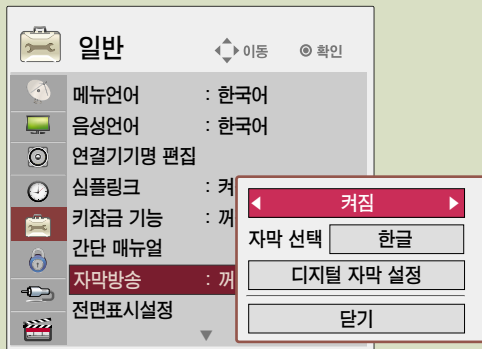 일반 이동 ◉ 확인
메뉴언어 : 한국어
음성언어 : 한국어
연결기기명 편집
심플링크 : 켜
키잠금 기능 : 꺼
간단 매뉴얼
자막방송 : 꺼
전면표시설정
켜짐
자막 선택 한글
디지털 자막 설정
닫기